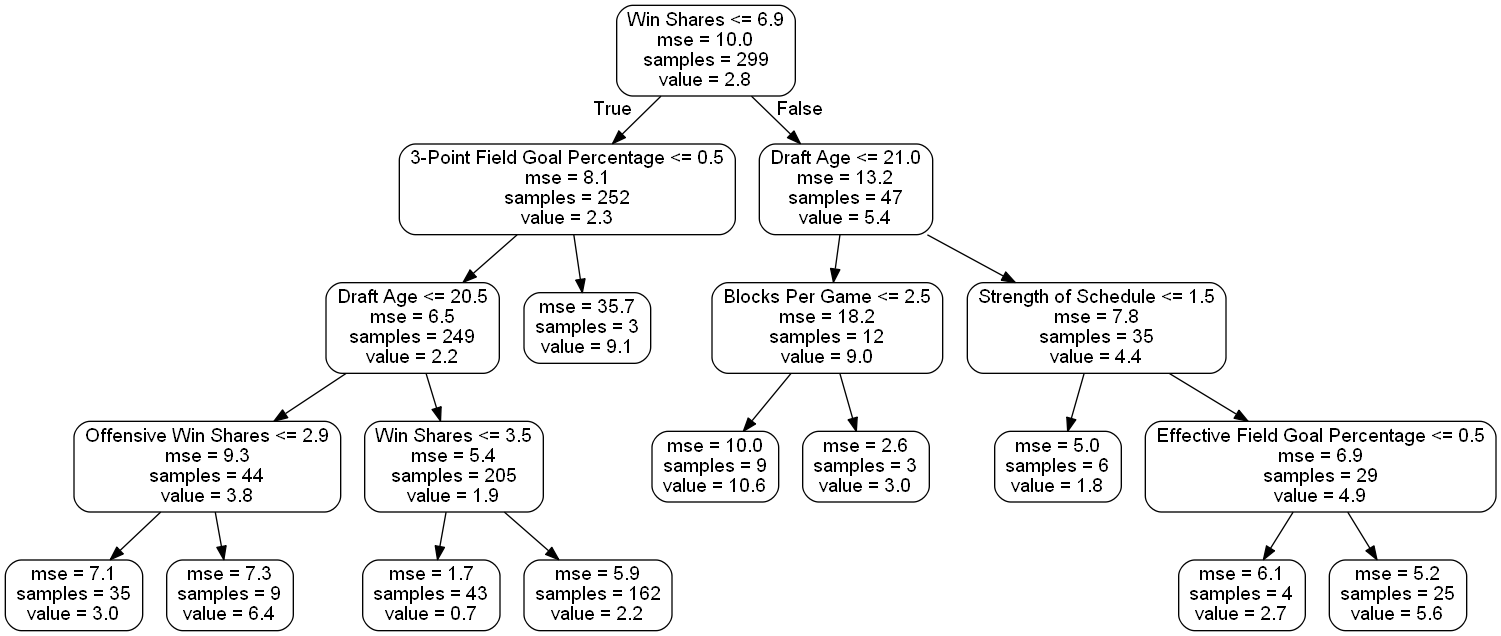 Win Shares <= 6.9
mse = 10.0
samples = 299
value = 2.8
True
False
3-Point Field Goal Percentage <= 0.5
mse = 8.1
samples = 252
value = 2.3
Draft Age <= 21.0
mse = 13.2
samples = 47
value = 5.4
Draft Age <= 20.5
mse = 6.5
samples = 249
value = 2.2
mse = 35.7
samples = 3
value = 9.1
Blocks Per Game <= 2.5
mse = 18.2
samples = 12
value = 9.0
Strength of Schedule <= 1.5
mse = 7.8
samples = 35
value = 4.4
Offensive Win Shares <= 2.9
mse = 9.3
samples = 44
value = 3.8
Win Shares <= 3.5
mse = 5.4
samples = 205
value = 1.9
mse = 10.0
samples = 9
value = 10.6
mse = 2.6
samples = 3
value = 3.0
mse = 5.0
samples = 6
value = 1.8
Effective Field Goal Percentage <= 0.5
mse = 6.9
samples = 29
value = 4.9
mse = 7.1
samples = 35
value = 3.0
mse = 7.3
samples = 9
value = 6.4
mse = 1.7
samples = 43
value = 0.7
mse = 5.9
samples = 162
value = 2.2
mse = 6.1
samples = 4
value = 2.7
mse = 5.2
samples = 25
value = 5.6